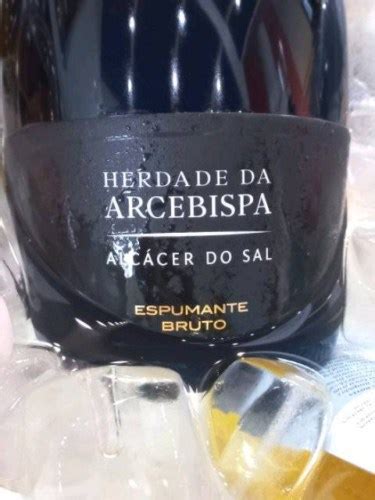 HERDADE DA
ARCEBISPA
ALCÁCER DO SAL
ESPUMANTE
BRUTO